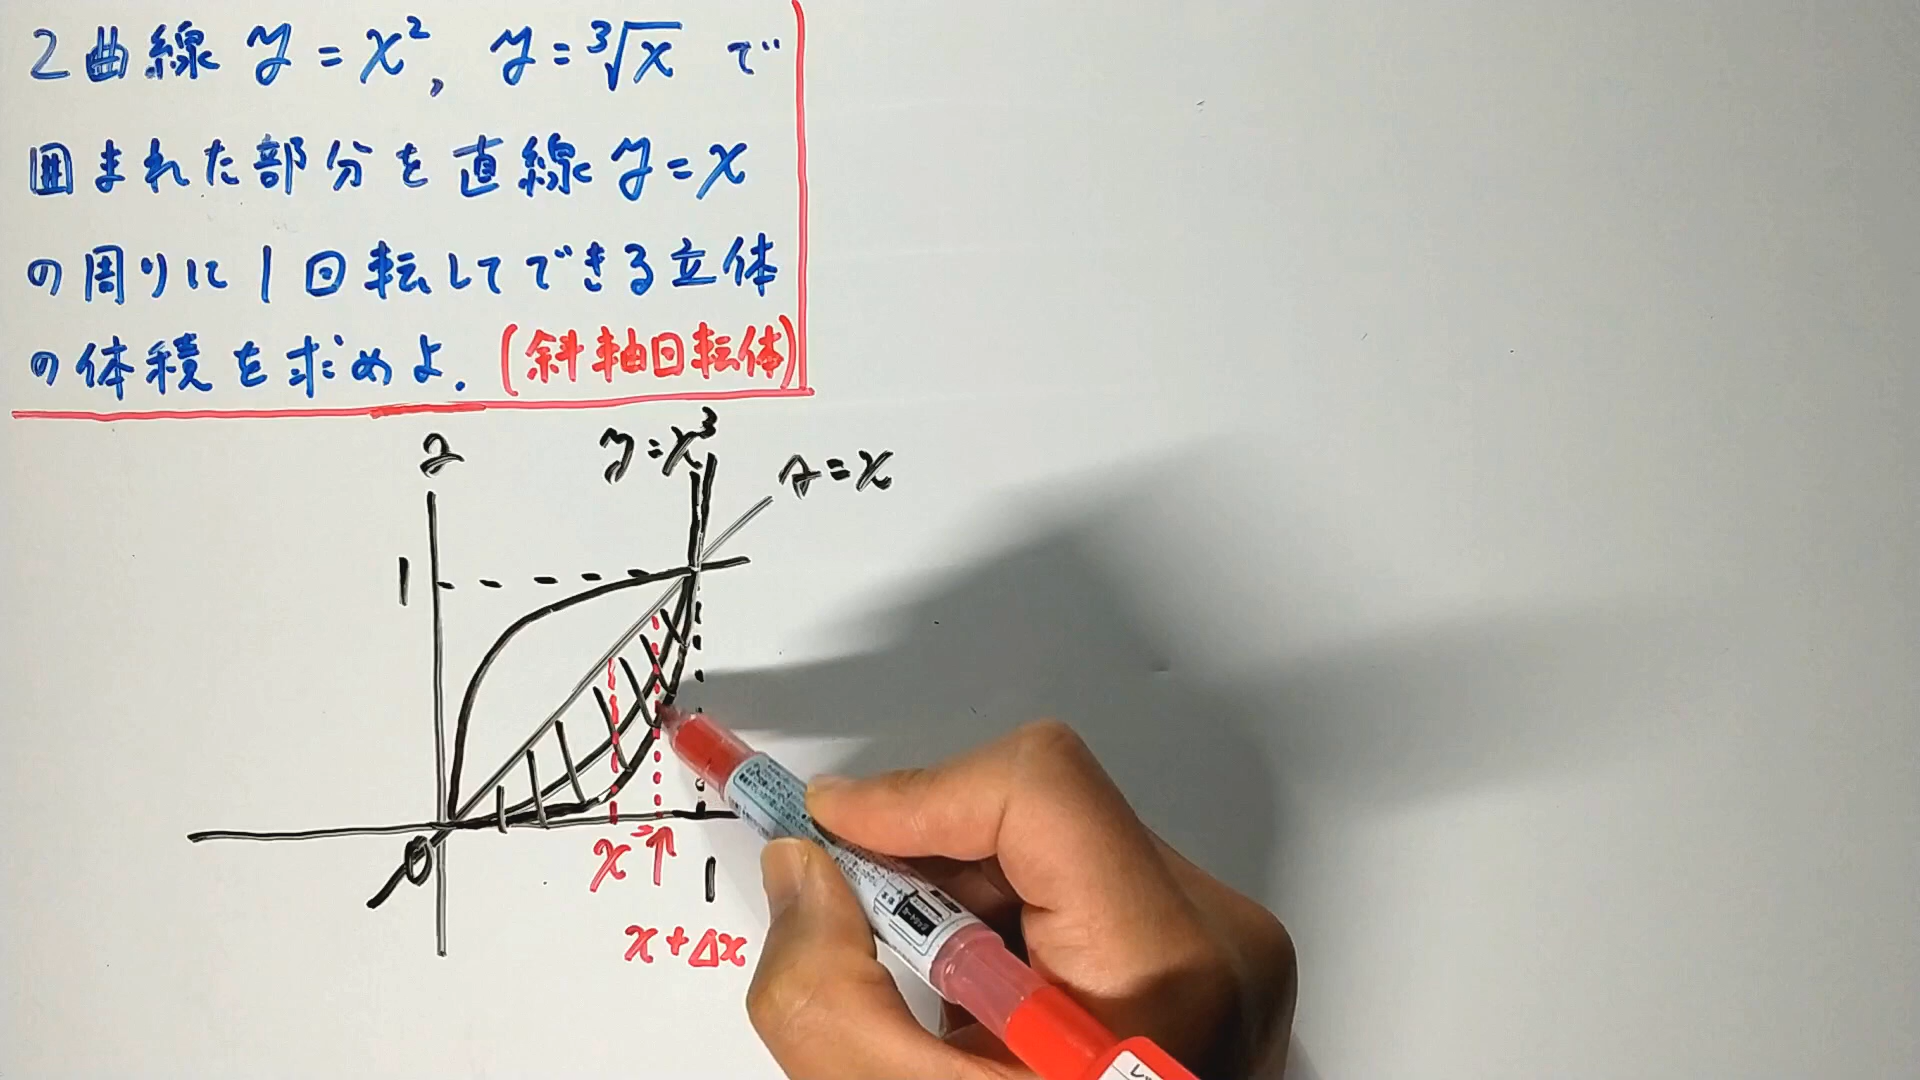 2曲線 y=x², y=∛x で
囲まれた部分を直線 y=x
の周りに1回転してできる立体
の体積を求めよ. (斜軸回転体)
y
y=x³
y=x
1
O
x
1
x+Δx